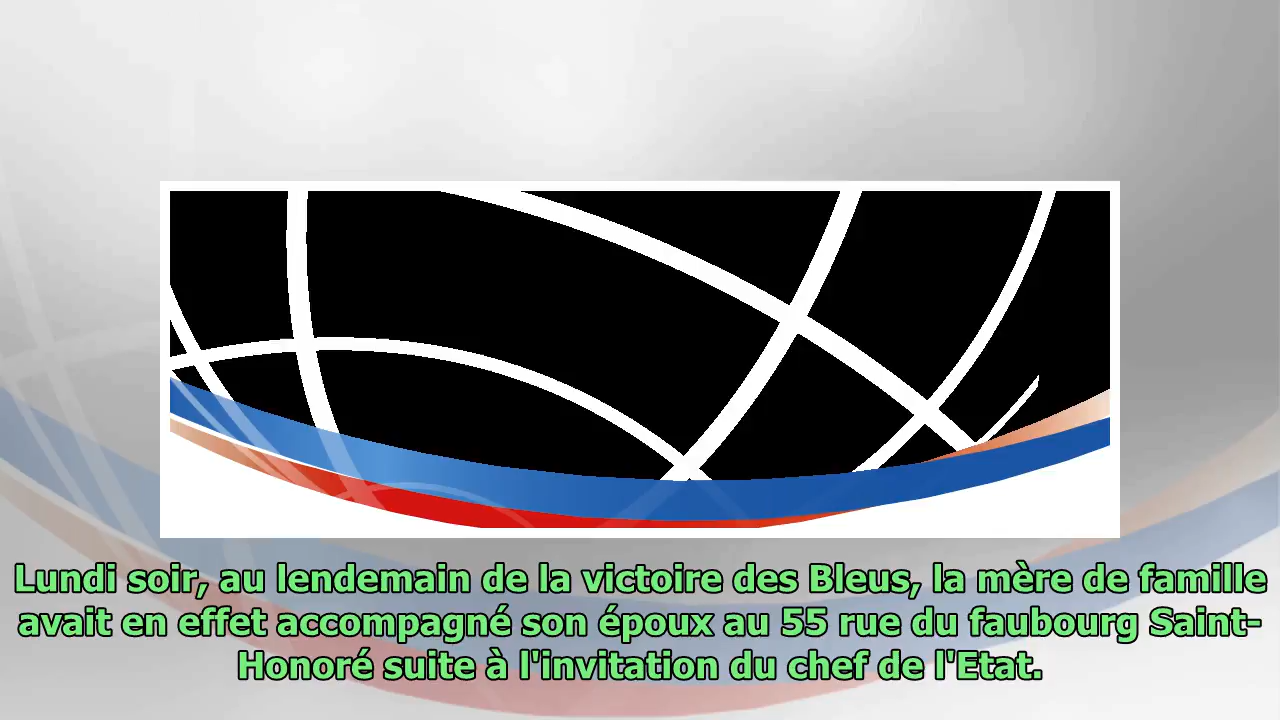 Lundi soir, au lendemain de la victoire des Bleus, la mère de famille
avait en effet accompagné son époux au 55 rue du faubourg Saint-
Honoré suite à l'invitation du chef de l'Etat.